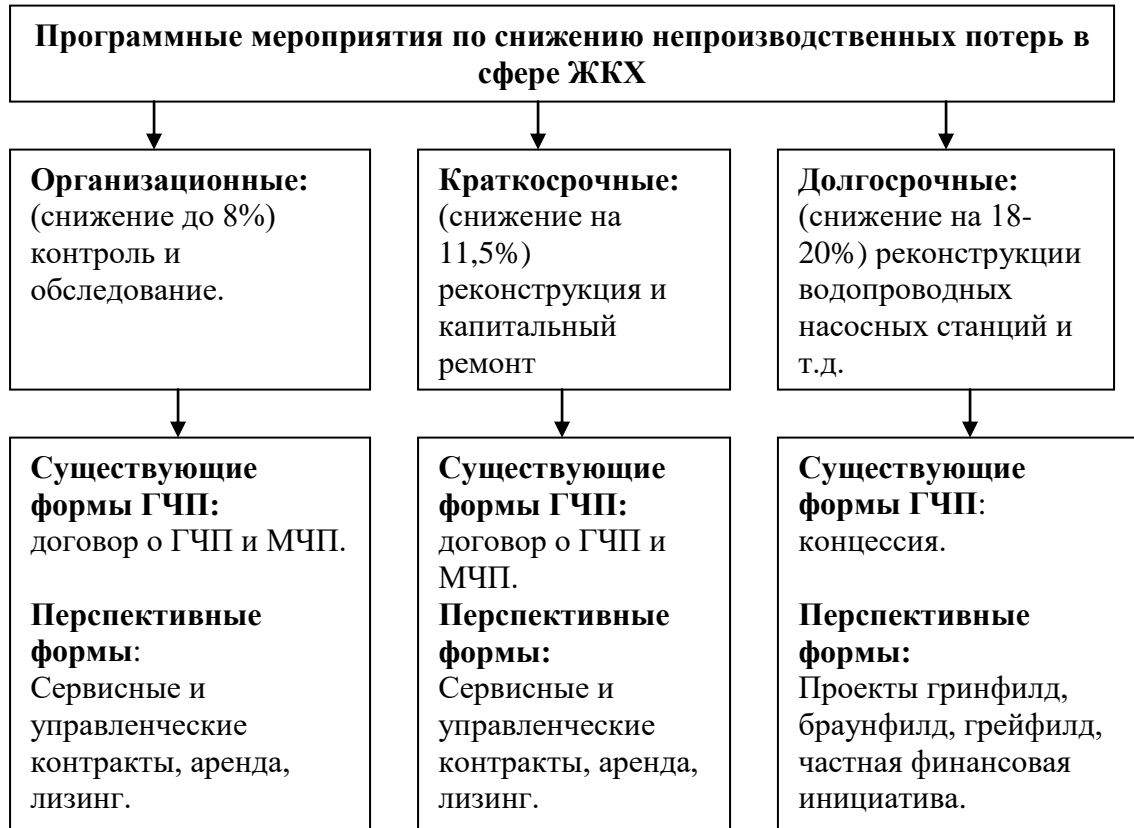 Программные мероприятия по снижению непроизводственных потерь в
сфере ЖКХ
Организационные:
(снижение до 8%)
контроль и
обследование.
Краткосрочные:
(снижение на
11,5%)
реконструкция и
капитальный
ремонт
Долгосрочные:
(снижение на 18-
20%) реконструкции
водопроводных
насосных станций и
т.д.
Существующие
формы ГЧП:
договор о ГЧП и МЧП.
Перспективные
формы:
Сервисные и
управленческие
контракты, аренда,
лизинг.
Существующие
формы ГЧП:
договор о ГЧП и
МЧП.
Перспективные
формы:
Сервисные и
управленческие
контракты, аренда,
лизинг.
Существующие
формы ГЧП:
концессия.
Перспективные
формы:
Проекты гринфилд,
браунфилд, грейфилд,
частная финансовая
инициатива.